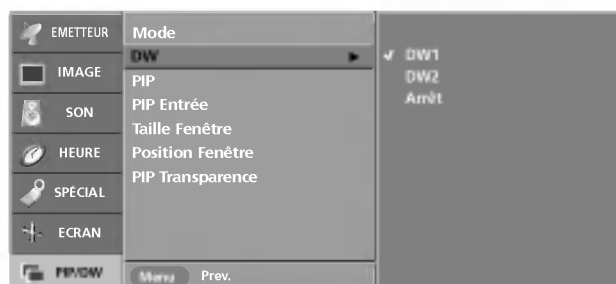 EMETTEUR
IMAGE
SON
HEURE
SPÉCIAL
ECRAN
PIP/DW
Mode
DW
PIP
PIP Entrée
Taille Fenêtre
Position Fenêtre
PIP Transparence
Menu Prev.
DW1
DW2
Arrêt